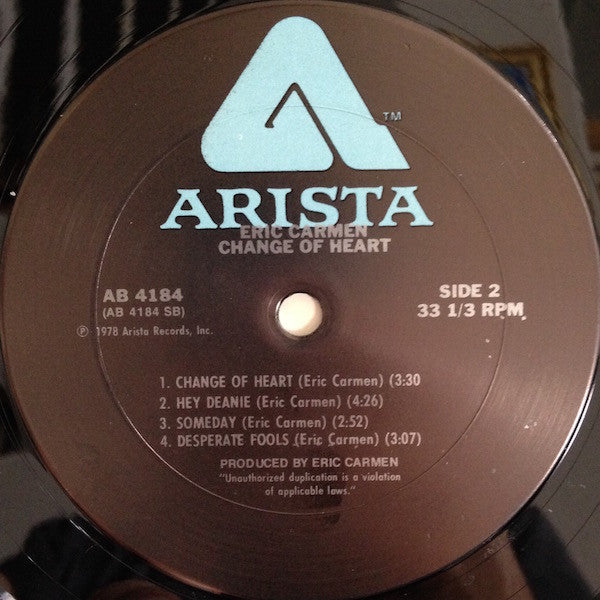 TM
ARISTA
ERIC CARMEN
CHANGE OF HEART
AB 4184
(AB 4184 SB)
℗ 1978 Arista Records, Inc.
SIDE 2
33 1/3 RPM
1. CHANGE OF HEART (Eric Carmen) (3:30
2. HEY DEANIE (Eric Carmen) (4:26)
3. SOMEDAY (Eric Carmen) (2:52)
4. DESPERATE FOOLS (Eric Carmen) (3:07)
PRODUCED BY ERIC CARMEN
"Unauthorized duplication is a violation
of applicable laws."